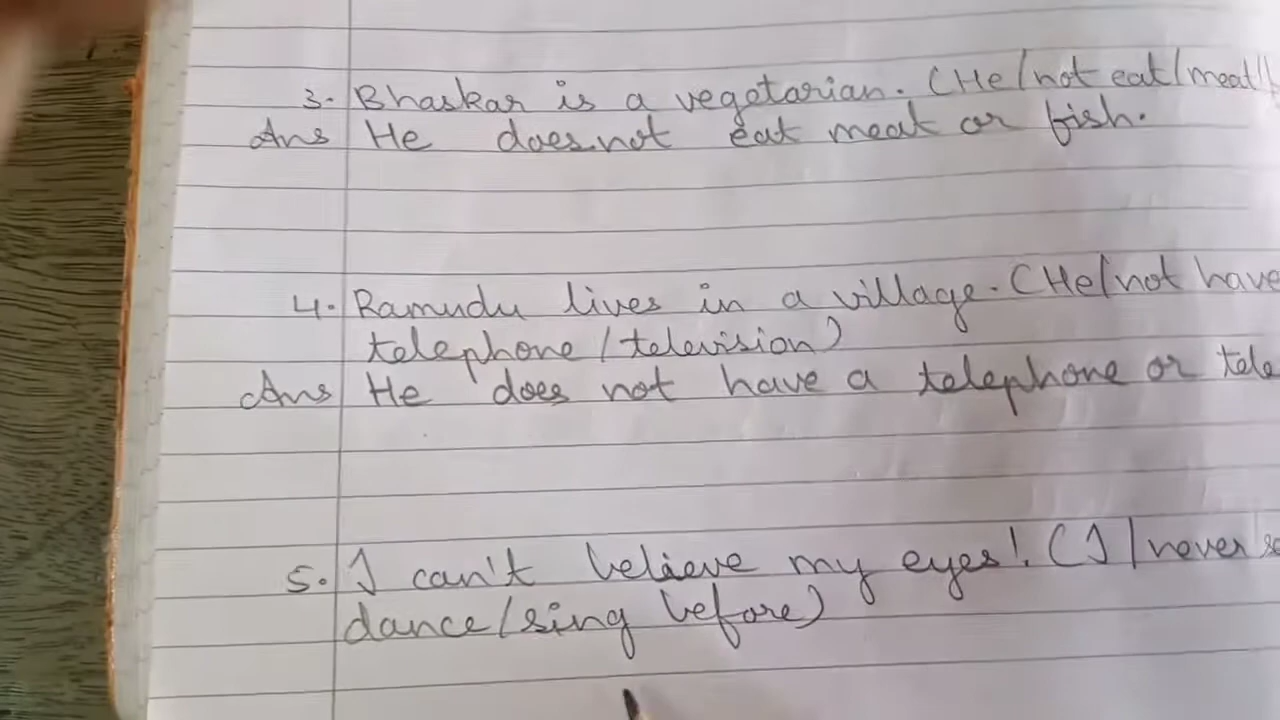 3. Bhaskar is a vegetarian. (He/not eat/meat/
Ans He does not eat meat or fish.
4. Ramudu lives in a village. (He/not have
telephone/television)
Ans He does not have a telephone or tele
5. I can't believe my eyes! (I/never
dance/sing before)